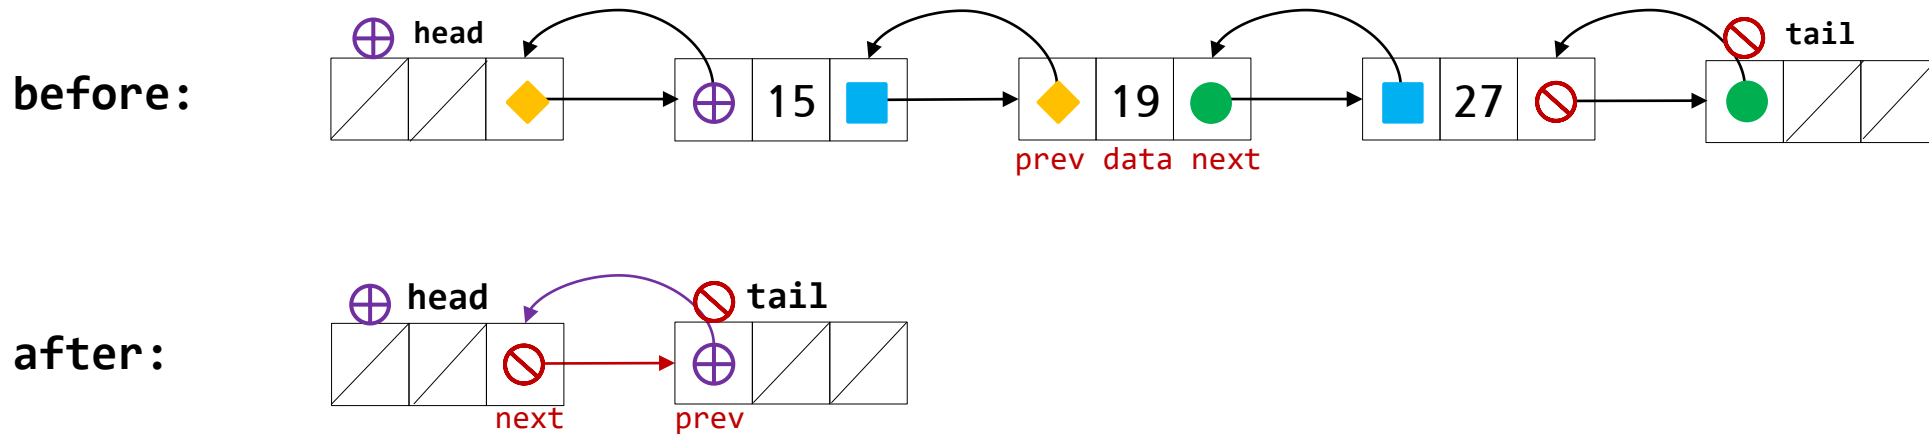 head
tail
before:
15
19
27
prev data next
head
tail
after:
next
prev